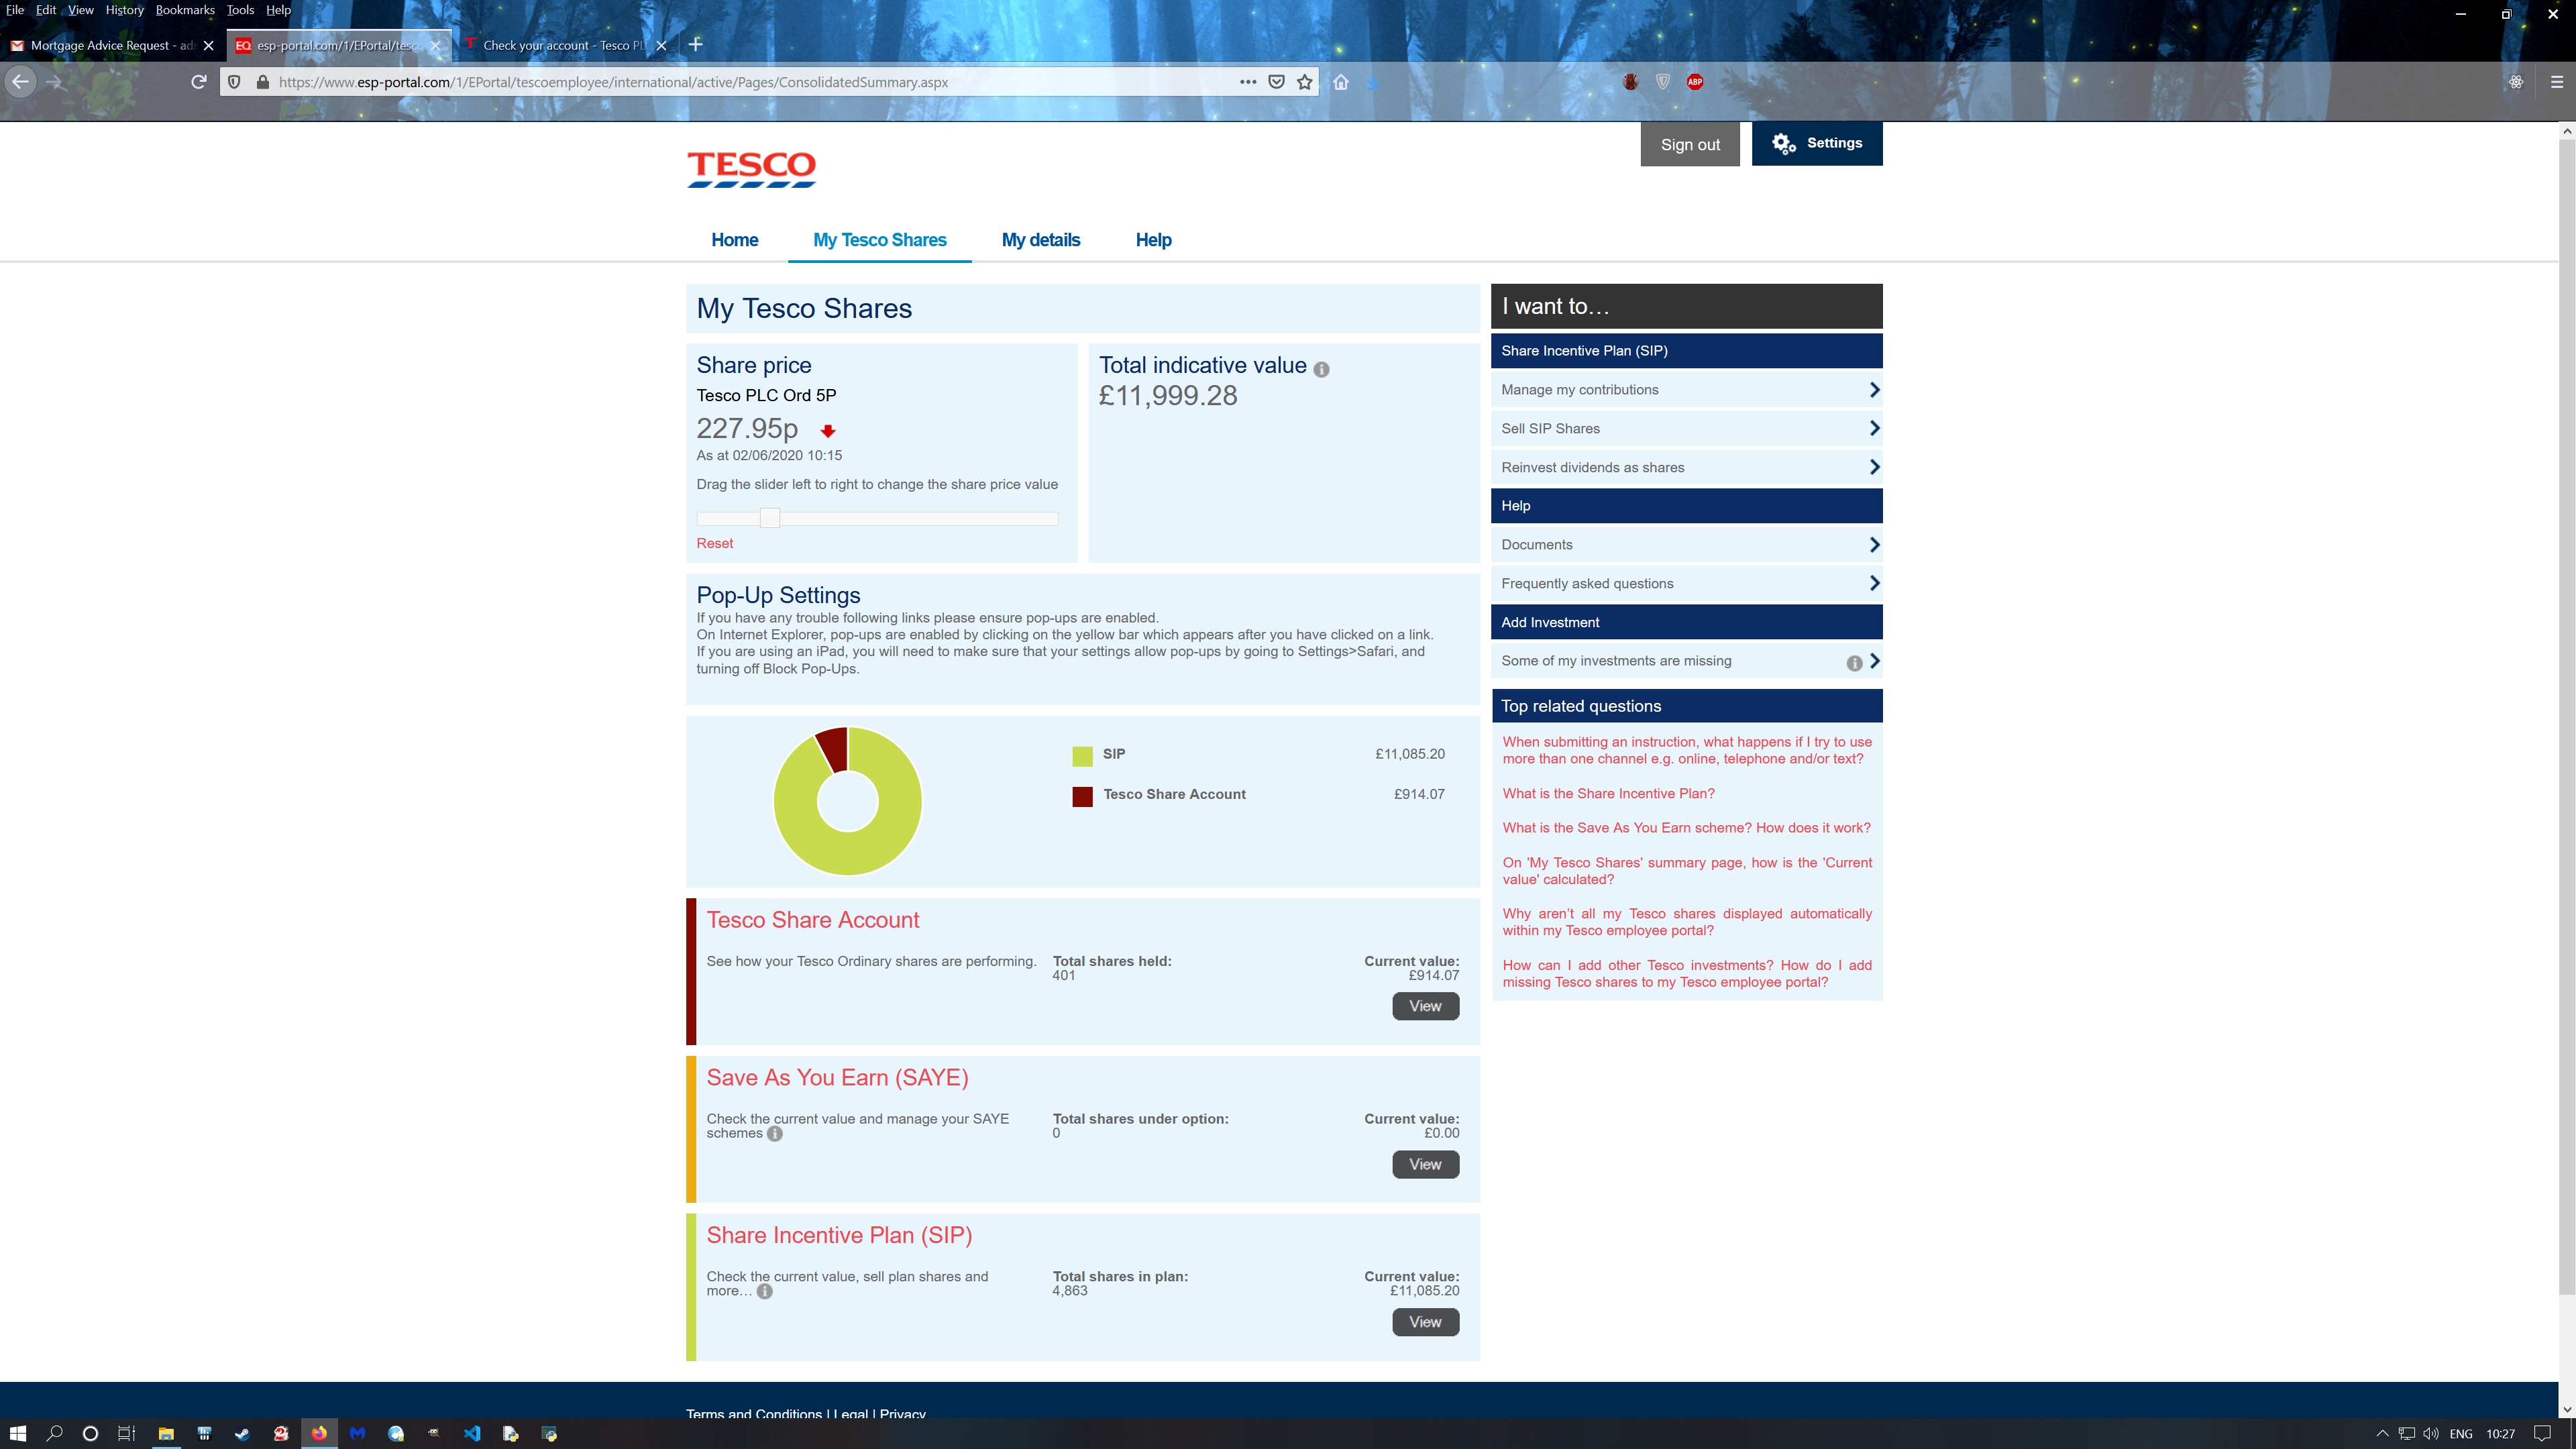 File Edit View History Bookmarks Tools Help
Mortgage Advice Request - ad
EQ esp-portal.com/1/EPortal/tesc
Check your account - Tesco PL
https://www.esp-portal.com/1/EPortal/tescoemployee/international/active/Pages/ConsolidatedSummary.aspx
ABP
TESCO
Sign out
Settings
Home
My Tesco Shares
My details
Help
My Tesco Shares
Share price
Tesco PLC Ord 5P
227.95p
As at 02/06/2020 10:15
Drag the slider left to right to change the share price value
Reset
Total indicative value
£11,999.28
Pop-Up Settings
If you have any trouble following links please ensure pop-ups are enabled.
On Internet Explorer, pop-ups are enabled by clicking on the yellow bar which appears after you have clicked on a link.
If you are using an iPad, you will need to make sure that your settings allow pop-ups by going to Settings>Safari, and
turning off Block Pop-Ups.
SIP £11,085.20
Tesco Share Account £914.07
Tesco Share Account
See how your Tesco Ordinary shares are performing.
Total shares held:
401
Current value:
£914.07
View
Save As You Earn (SAYE)
Check the current value and manage your SAYE
schemes
Total shares under option:
0
Current value:
£0.00
View
Share Incentive Plan (SIP)
Check the current value, sell plan shares and
more…
Total shares in plan:
4,863
Current value:
£11,085.20
View
I want to…
Share Incentive Plan (SIP)
Manage my contributions
Sell SIP Shares
Reinvest dividends as shares
Help
Documents
Frequently asked questions
Add Investment
Some of my investments are missing
Top related questions
When submitting an instruction, what happens if I try to use
more than one channel e.g. online, telephone and/or text?
What is the Share Incentive Plan?
What is the Save As You Earn scheme? How does it work?
On 'My Tesco Shares' summary page, how is the 'Current
value' calculated?
Why aren't all my Tesco shares displayed automatically
within my Tesco employee portal?
How can I add other Tesco investments? How do I add
missing Tesco shares to my Tesco employee portal?
Terms and Conditions | Legal | Privacy
ENG 10:27